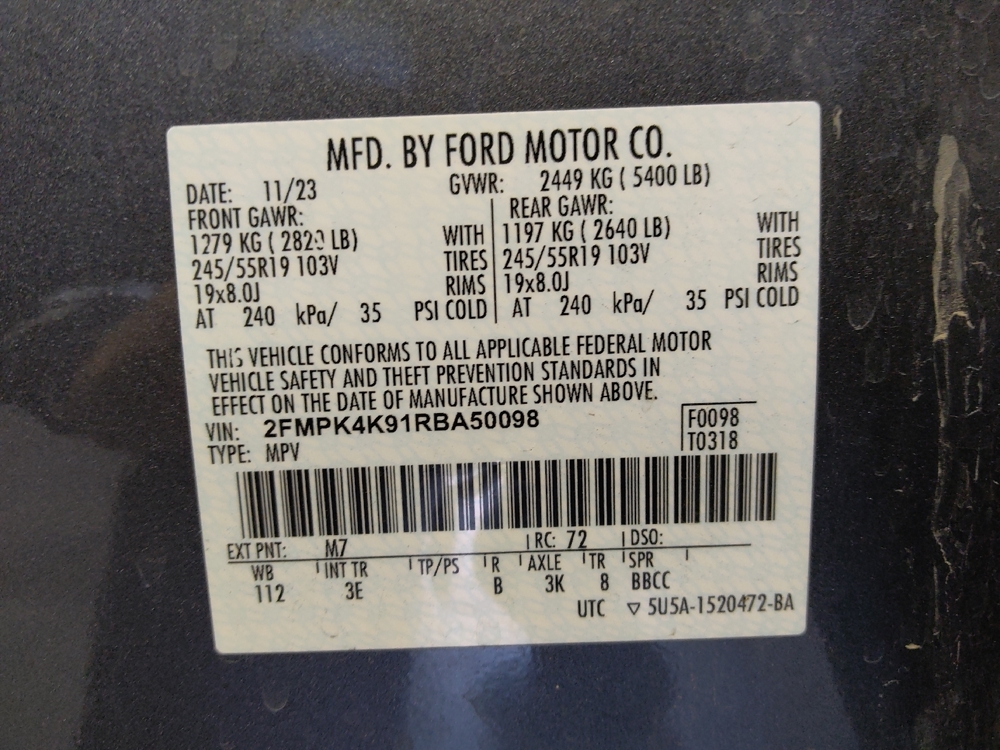 MFD. BY FORD MOTOR CO.
DATE: 11/23 GVWR: 2449 KG ( 5400 LB)
FRONT GAWR: REAR GAWR:
1279 KG ( 2820 LB) WITH 1197 KG ( 2640 LB) WITH
245/55R19 103V TIRES 245/55R19 103V TIRES
19x8.0J RIMS 19x8.0J RIMS
AT 240 kPa/ 35 PSI COLD AT 240 kPa/ 35 PSI COLD
THIS VEHICLE CONFORMS TO ALL APPLICABLE FEDERAL MOTOR
VEHICLE SAFETY AND THEFT PREVENTION STANDARDS IN
EFFECT ON THE DATE OF MANUFACTURE SHOWN ABOVE.
VIN: 2FMPK4K91RBA50098 F0098
TYPE: MPV T0318
EXT PNT: M7 RC: 72 DSO:
WB INT TR TP/PS R AXLE TR SPR
112 3E B 3K 8 BBCC
UTC ▽ 5U5A-1520472-BA